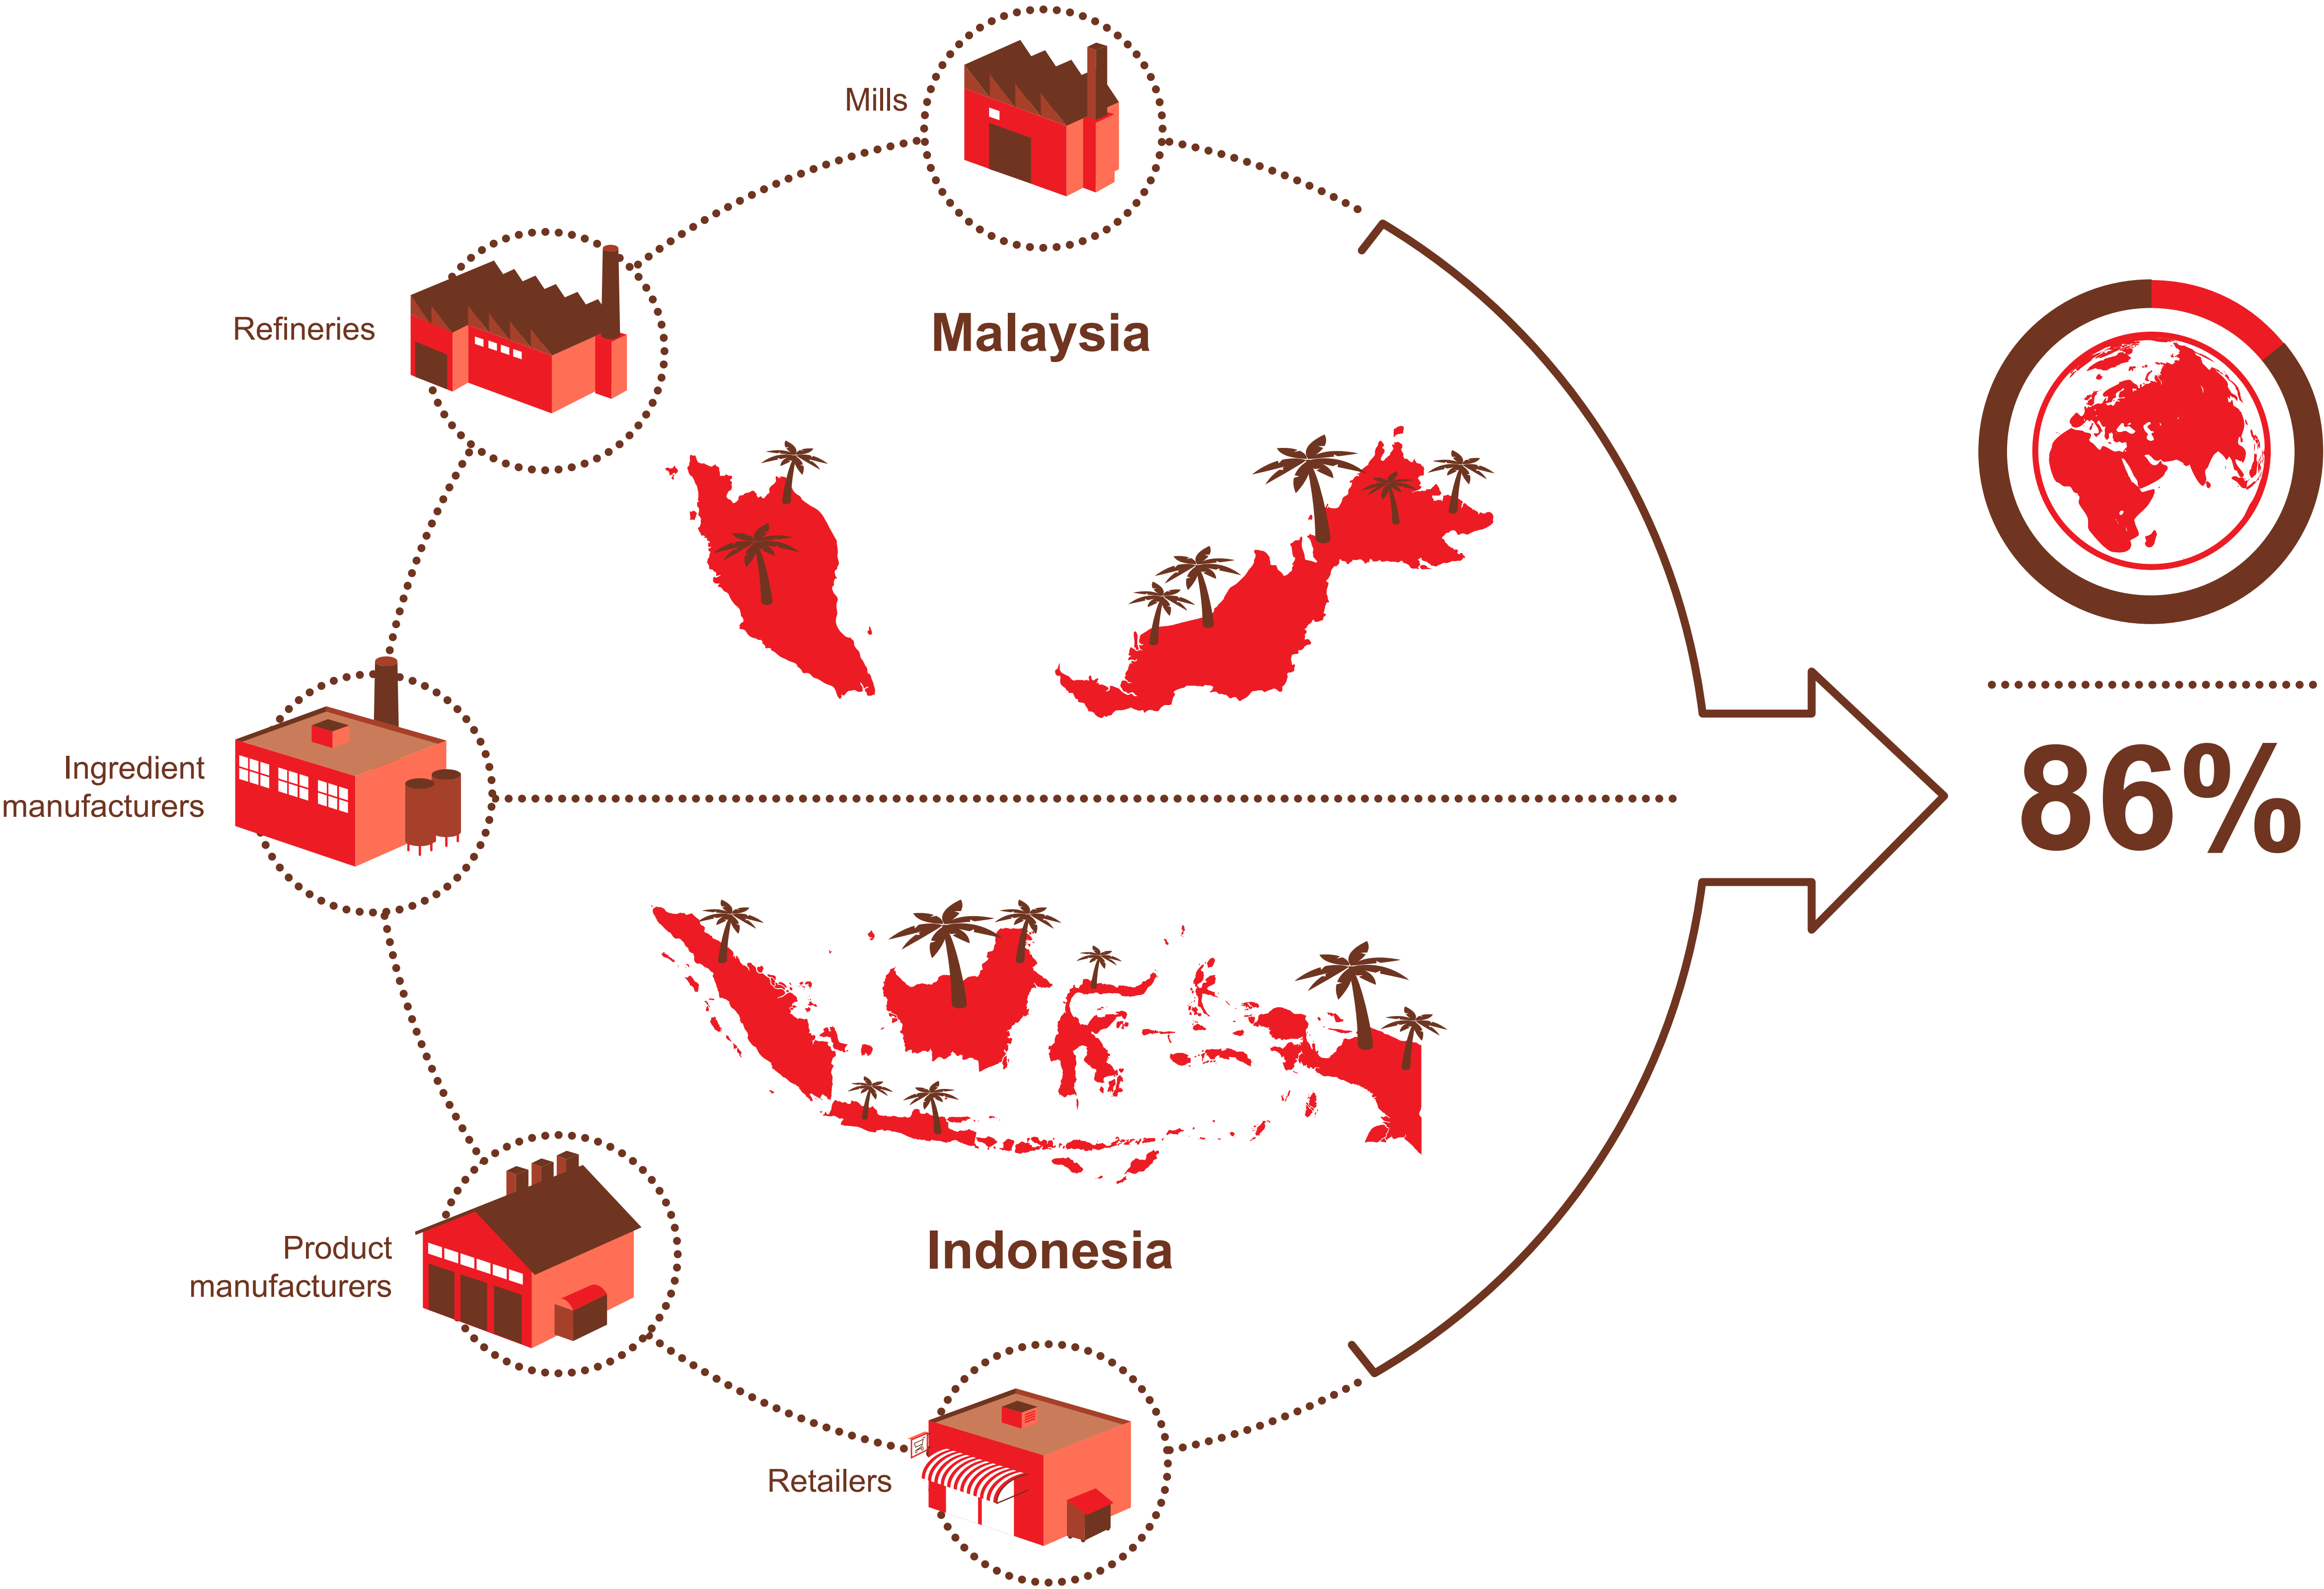 Mills
Refineries
Malaysia
Ingredient
manufacturers
86%
Product
manufacturers
Indonesia
Retailers